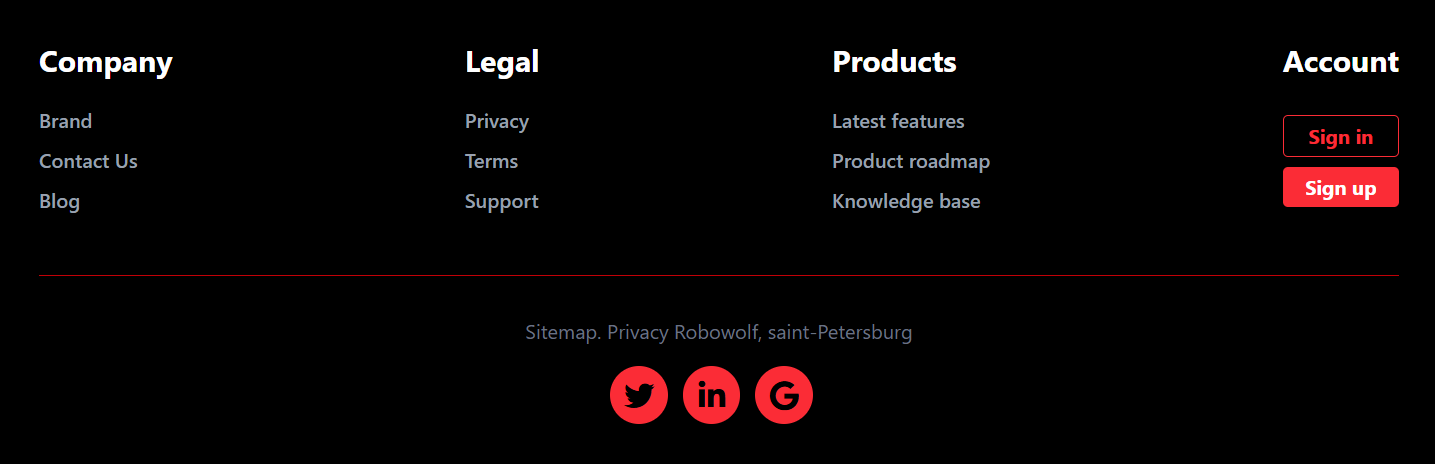 Company
Brand
Contact Us
Blog
Legal
Privacy
Terms
Support
Products
Latest features
Product roadmap
Knowledge base
Account
Sign in
Sign up
Sitemap. Privacy Robowolf, saint-Petersburg
in
G